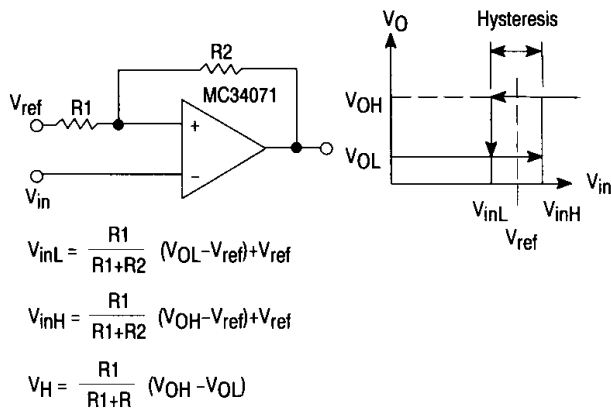 R2
MC34071
Vref
R1
+
−
Vin
Hysteresis
VO
VOH
VOL
Vin
VinL
VinH
Vref
VinL = R1 / R1+R2 (VOL–Vref)+Vref
VinH = R1 / R1+R2 (VOH–Vref)+Vref
VH = R1 / R1+R (VOH –VOL)